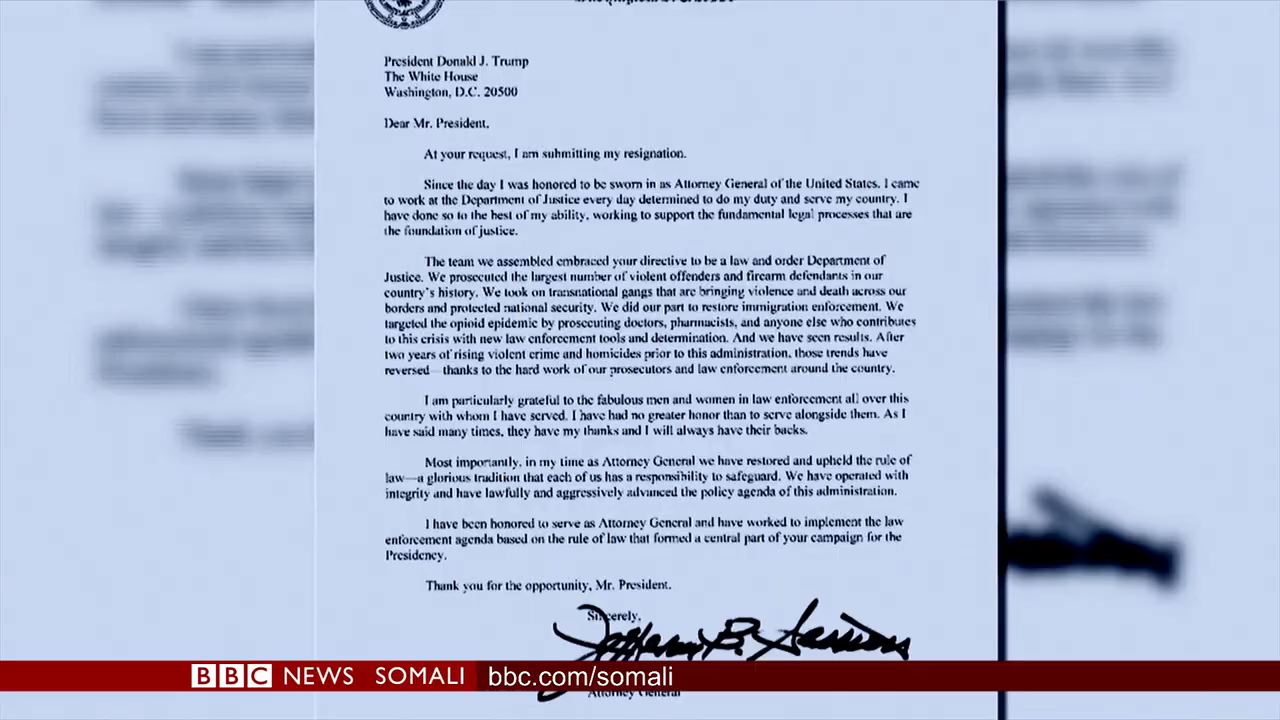 President Donald J. Trump
The White House
Washington, D.C. 20500
Dear Mr. President,
At your request, I am submitting my resignation.
Since the day I was honored to be sworn in as Attorney General of the United States, I came
to work at the Department of Justice every day determined to do my duty and serve my country. I
have done so to the best of my ability, working to support the fundamental legal processes that are
the foundation of justice.
The team we assembled embraced your directive to be a law and order Department of
Justice. We prosecuted the largest number of violent offenders and firearm defendants in our
country's history. We took on transnational gangs that are bringing violence and death across our
borders and protected national security. We did our part to restore immigration enforcement. We
targeted the opioid epidemic by prosecuting doctors, pharmacists, and anyone else who contributes
to this crisis with new law enforcement tools and determination. And we have seen results. After
two years of rising violent crime and homicides prior to this administration, those trends have
reversed—thanks to the hard work of our prosecutors and law enforcement around the country.
I am particularly grateful to the fabulous men and women in law enforcement all over this
country with whom I have served. I have had no greater honor than to serve alongside them. As I
have said many times, they have my thanks and I will always have their backs.
Most importantly, in my time as Attorney General we have restored and upheld the rule of
law—a glorious tradition that each of us has a responsibility to safeguard. We have operated with
integrity and have lawfully and aggressively advanced the policy agenda of this administration.
I have been honored to serve as Attorney General and have worked to implement the law
enforcement agenda based on the rule of law that formed a central part of your campaign for the
Presidency.
Thank you for the opportunity, Mr. President.
Sincerely,
Jefferson B. Sessions
BBC NEWS SOMALI bbc.com/somali
Attorney General